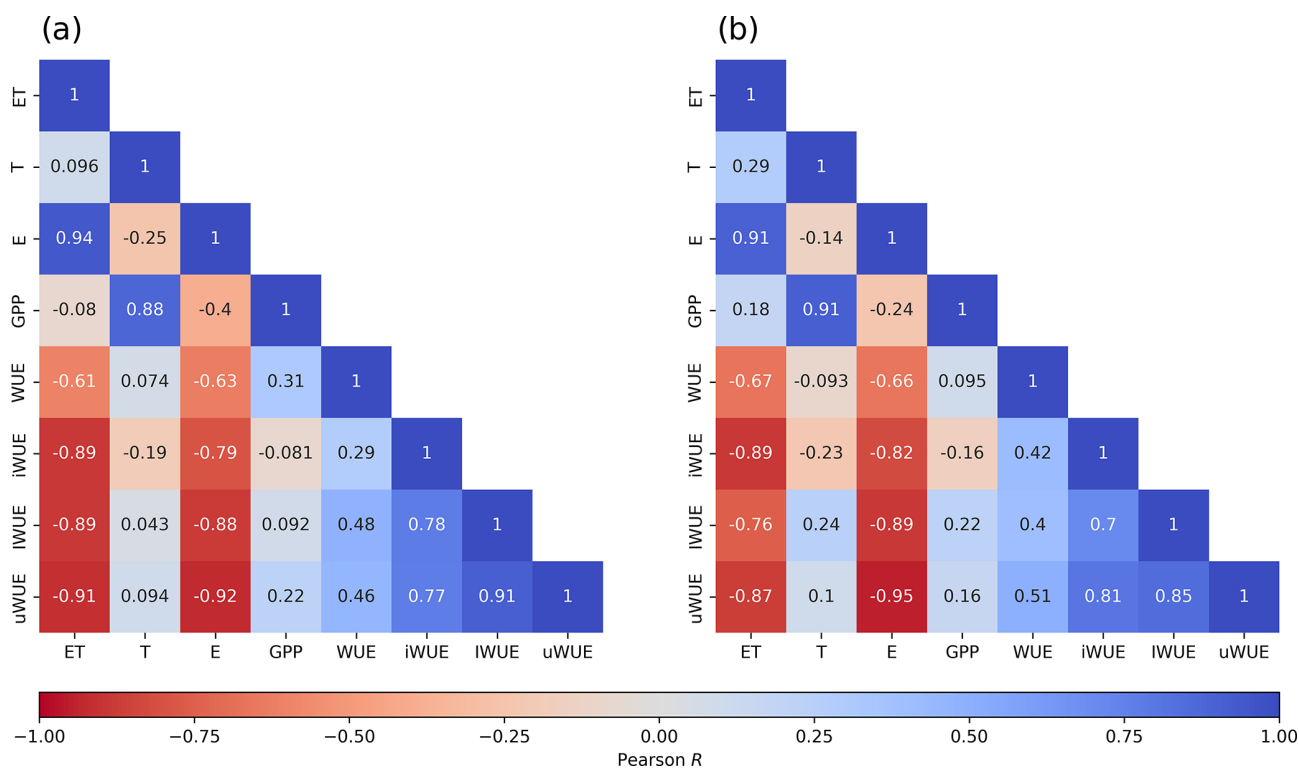 (a)
ET 1
T 0.096 1
E 0.94 -0.25 1
GPP -0.08 0.88 -0.4 1
WUE -0.61 0.074 -0.63 0.31 1
iWUE -0.89 -0.19 -0.79 -0.081 0.29 1
IWUE -0.89 0.043 -0.88 0.092 0.48 0.78 1
uWUE -0.91 0.094 -0.92 0.22 0.46 0.77 0.91 1
ET T E GPP WUE iWUE IWUE uWUE
(b)
ET 1
T 0.29 1
E 0.91 -0.14 1
GPP 0.18 0.91 -0.24 1
WUE -0.67 -0.093 -0.66 0.095 1
iWUE -0.89 -0.23 -0.82 -0.16 0.42 1
IWUE -0.76 0.24 -0.89 0.22 0.4 0.7 1
uWUE -0.87 0.1 -0.95 0.16 0.51 0.81 0.85 1
ET T E GPP WUE iWUE IWUE uWUE
−1.00 −0.75 −0.50 −0.25 0.00 0.25 0.50 0.75 1.00
Pearson R